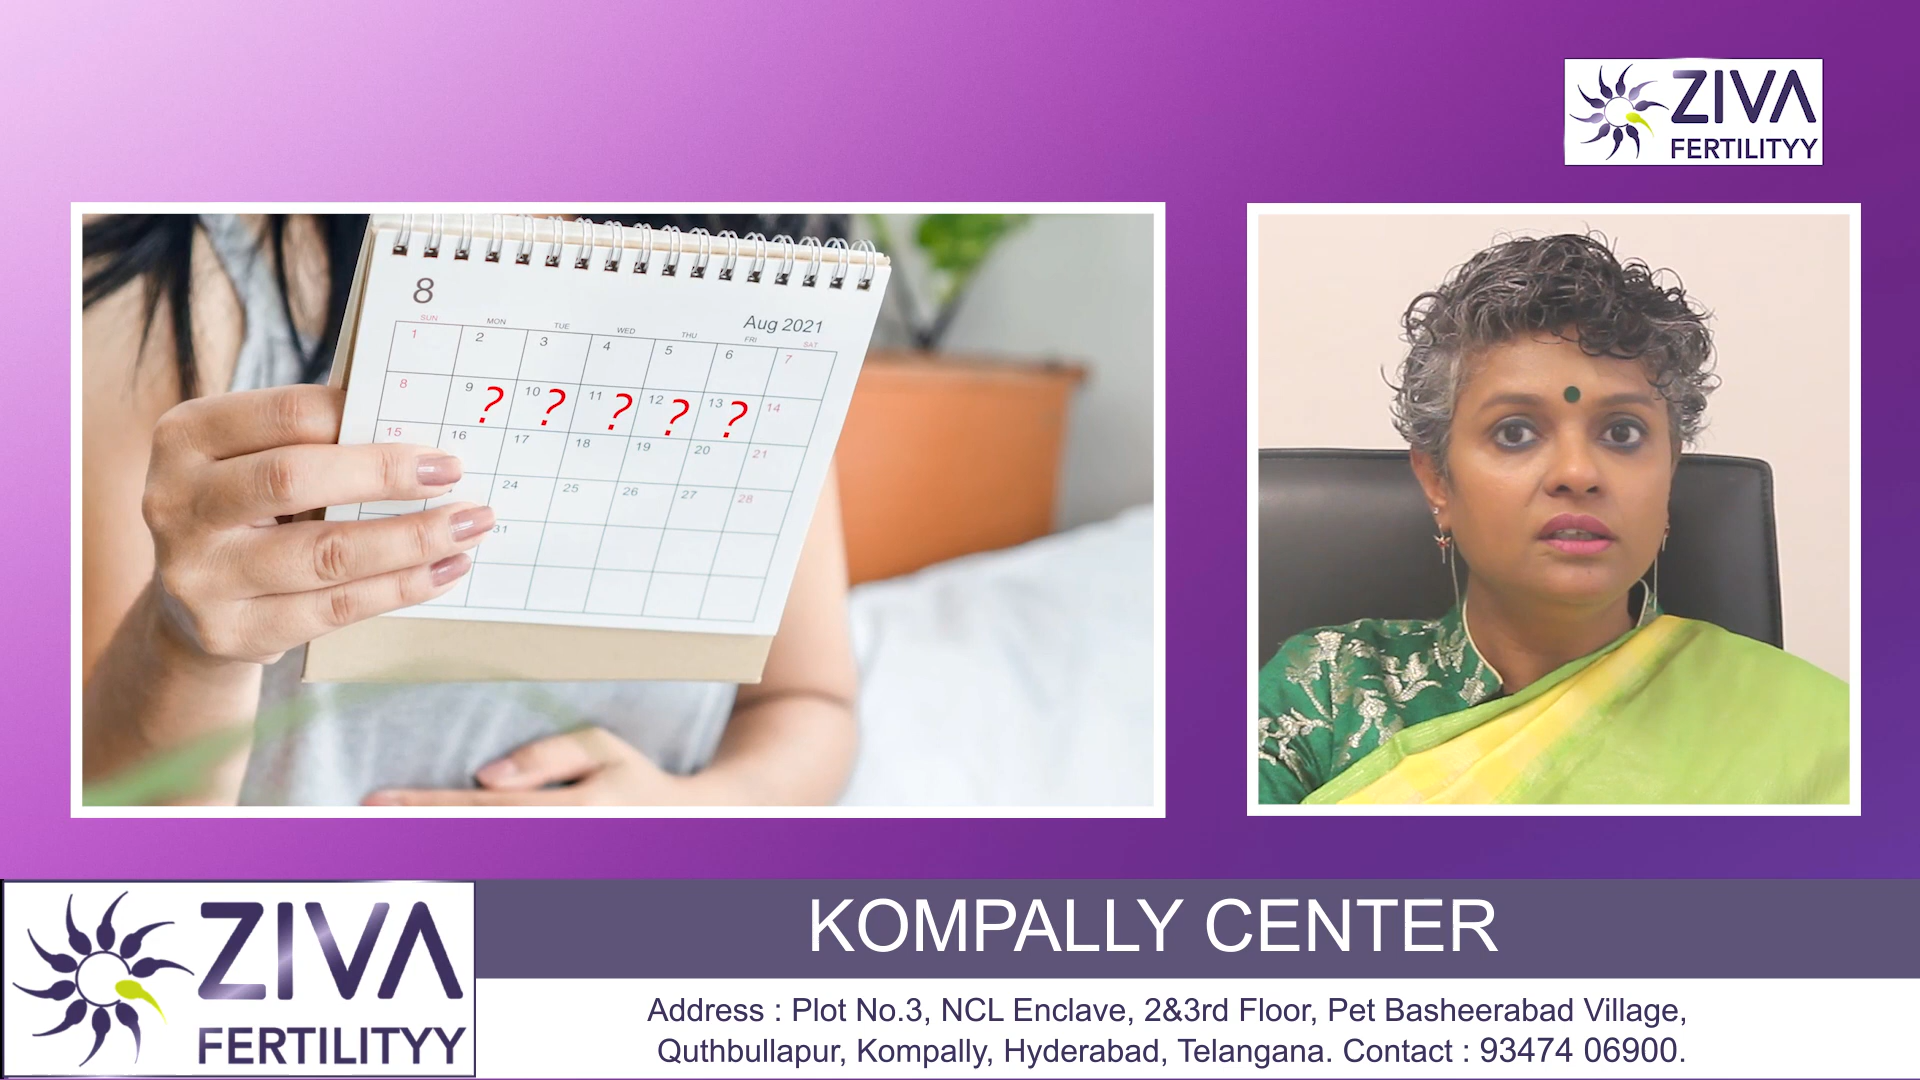 ZIVA
FERTILITYY
8
Aug 2021
SUN MON TUE WED THU FRI SAT
1 2 3 4 5 6 7
8 9 ? 10 ? 11 ? 12 ? 13 ? 14
15 16 17 18 19 20 21
24 25 26 27 28
31
ZIVA
FERTILITYY
KOMPALLY CENTER
Address : Plot No.3, NCL Enclave, 2&3rd Floor, Pet Basheerabad Village,
Quthbullapur, Kompally, Hyderabad, Telangana. Contact : 93474 06900.